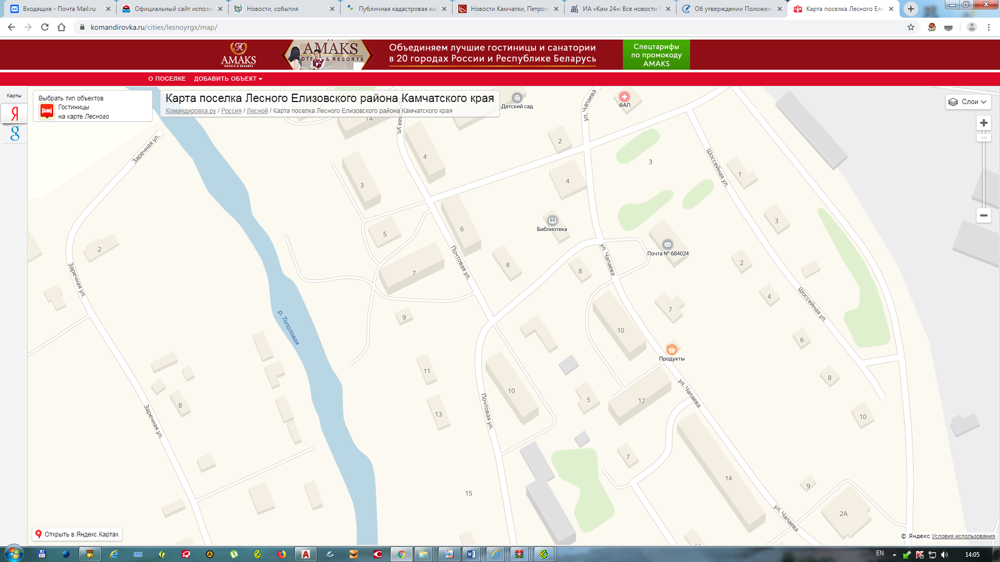 Входящие - Почта Mail.ru
Официальный сайт исполн
Новости, события
Публичная кадастровая ка
Новости Камчатки, Петроп
ИА «Кам 24»: Все новости
Об утверждении Положен
Карта поселка Лесного Ели
komandirovka.ru/cities/lesnoyrgx/map/
AMAKS
HOTELS & RESORTS
AMAKS
HOTELS & RESORTS
Объединяем лучшие гостиницы и санатории
в 20 городах России и Республике Беларусь
Спецтарифы
по промокоду
AMAKS
О ПОСЕЛКЕ
ДОБАВИТЬ ОБЪЕКТ
Карты
Я
g
Выбрать тип объектов
Гостиницы
на карте Лесного
Карта поселка Лесного Елизовского района Камчатского края
Командировка.ру / Россия / Лесной / Карта поселка Лесного Елизовского района Камчатского края
Слои
Детский сад
ФАП
ул. Чапаева
1А
Заречная ул.
2
4
3
3
Шоссейная ул.
1
4
3
5
6
Библиотека
3
2
Почта № 684024
ул. Чапаева
Почтовая ул.
7
8
8
2
Заречная ул.
4
Шоссейная ул.
7
9
р. Тополовая
10
6
Продукты
11
8
10
5
12
ул. Чапаева
8
13
Почтовая ул.
10
Заречная ул.
7
14
9
15
2А
ул. Чапаева
Открыть в Яндекс.Картах
© Яндекс Условия использования
EN
14:05